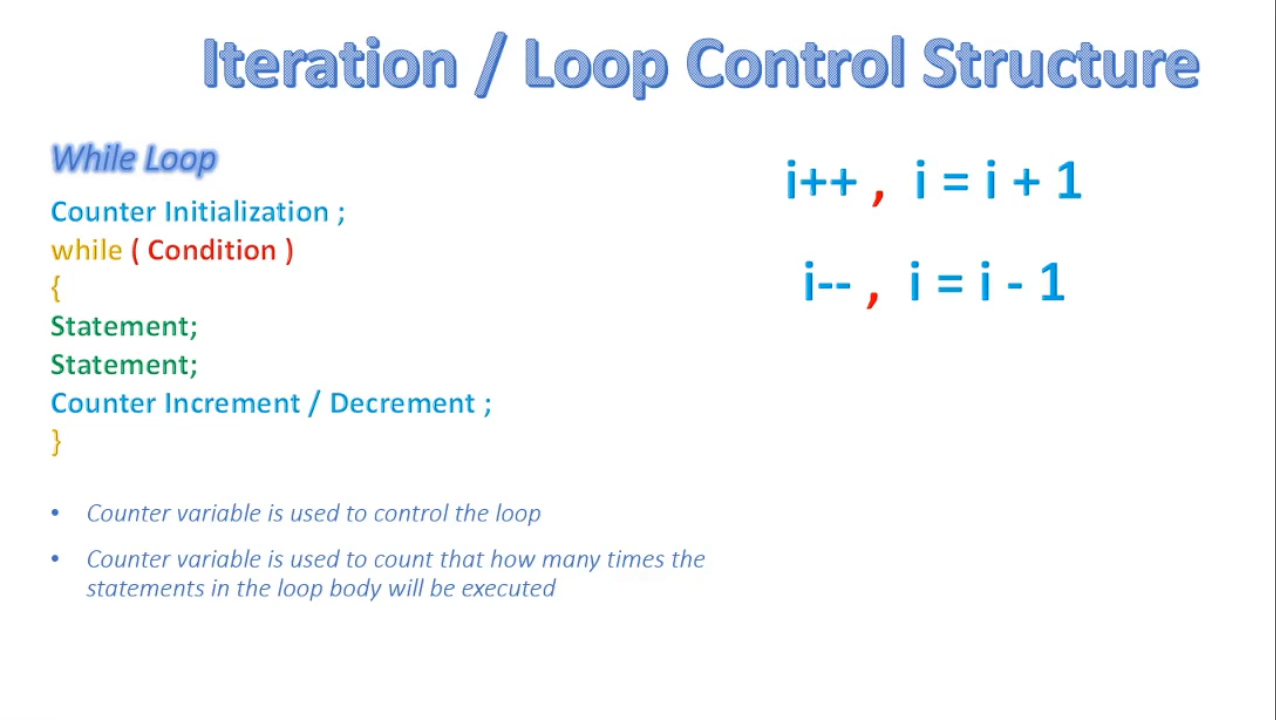 Iteration / Loop Control Structure
While Loop
Counter Initialization ;
while ( Condition )
{
Statement;
Statement;
Counter Increment / Decrement ;
}
• Counter variable is used to control the loop
• Counter variable is used to count that how many times the
statements in the loop body will be executed
i++ , i = i + 1
i-- , i = i - 1